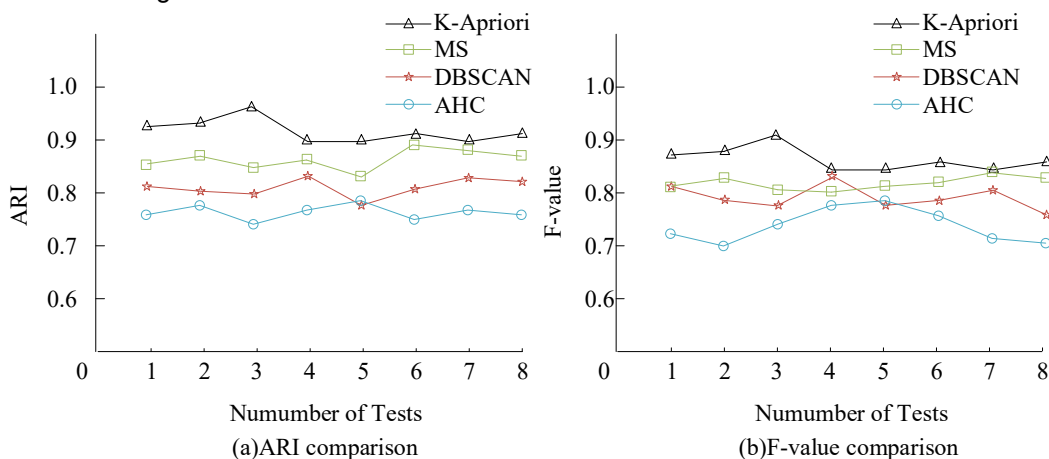 K-Apriori
MS
DBSCAN
AHC
1.0
0.9
0.8
0.7
0.6
0
ARI
1 2 3 4 5 6 7 8
Numumber of Tests
(a)ARI comparison
K-Apriori
MS
DBSCAN
AHC
1.0
0.9
0.8
0.7
0.6
0
F-value
1 2 3 4 5 6 7 8
Numumber of Tests
(b)F-value comparison